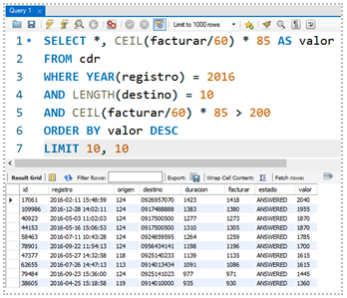 Query 1
Limit to 1000 rows
1 SELECT *, CEIL(facturar/60) * 85 AS valor
2 FROM cdr
3 WHERE YEAR(registro) = 2016
4 AND LENGTH(destino) = 10
5 AND CEIL(facturar/60) * 85 > 200
6 ORDER BY valor DESC
7 LIMIT 10, 10
Result Grid Filter Rows: Export: Wrap Cell Content: Fetch rows:
id registro origen destino duracion facturar estado valor
17061 2016-02-11 15:48:59 124 0926957070 1423 1418 ANSWERED 2040
109986 2016-12-28 14:02:11 124 0917488888 1383 1380 ANSWERED 1955
40923 2016-05-03 11:02:03 124 0917500500 1277 1273 ANSWERED 1870
44153 2016-05-16 15:06:53 124 0917500500 1310 1305 ANSWERED 1870
58463 2016-07-11 10:43:28 124 0924859595 1264 1259 ANSWERED 1785
78901 2016-09-22 11:54:13 124 0956434141 1198 1196 ANSWERED 1700
47377 2016-05-27 14:32:58 118 0925140233 1139 1135 ANSWERED 1615
62655 2016-07-26 14:47:13 113 0914013434 1091 1086 ANSWERED 1615
79484 2016-09-23 15:36:00 124 0925141023 977 971 ANSWERED 1445
38605 2016-04-25 15:18:58 119 0914010000 935 930 ANSWERED 1360